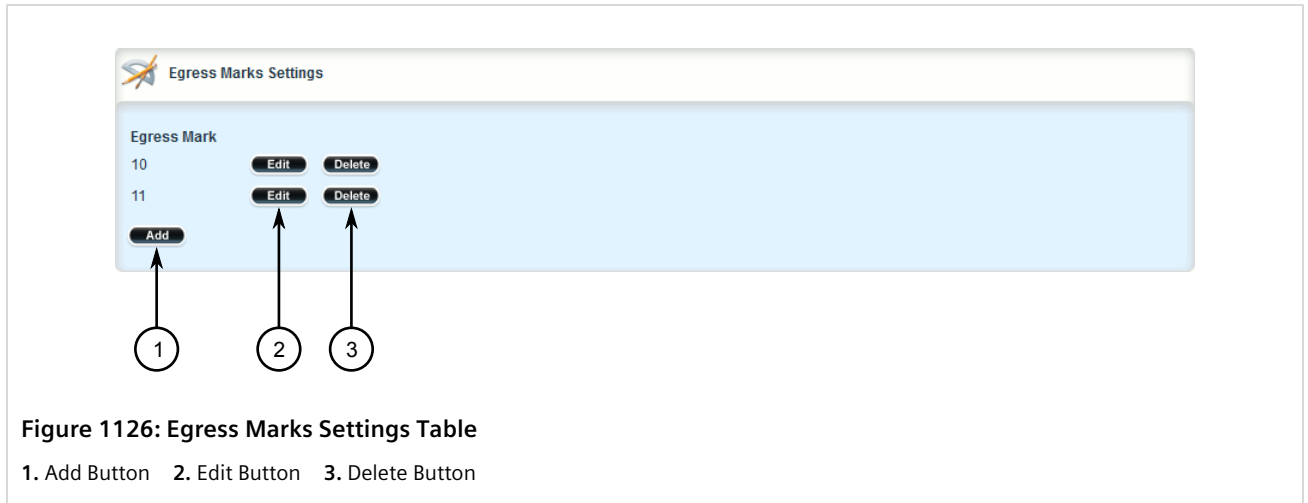 Egress Marks Settings
Egress Mark
10 Edit Delete
11 Edit Delete
Add
1 2 3
Figure 1126: Egress Marks Settings Table
1. Add Button 2. Edit Button 3. Delete Button